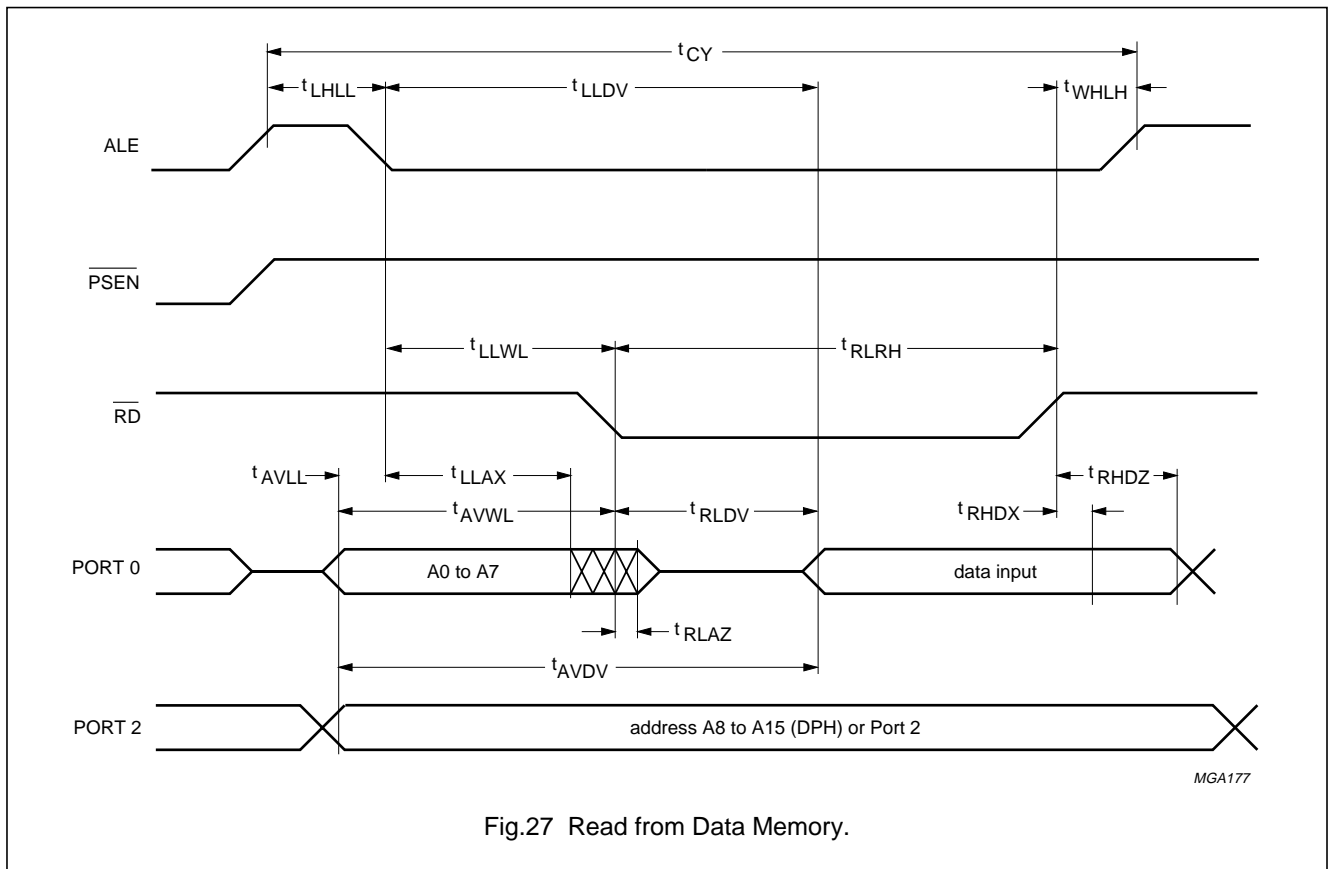 tCY
tLHLL
tLLDV
tWHLH
ALE
PSEN
tLLWL
tRLRH
RD
tAVLL
tLLAX
tRHDZ
tAVWL
tRLDV
tRHDX
PORT 0
A0 to A7
data input
tRLAZ
tAVDV
PORT 2
address A8 to A15 (DPH) or Port 2
MGA177
Fig.27 Read from Data Memory.